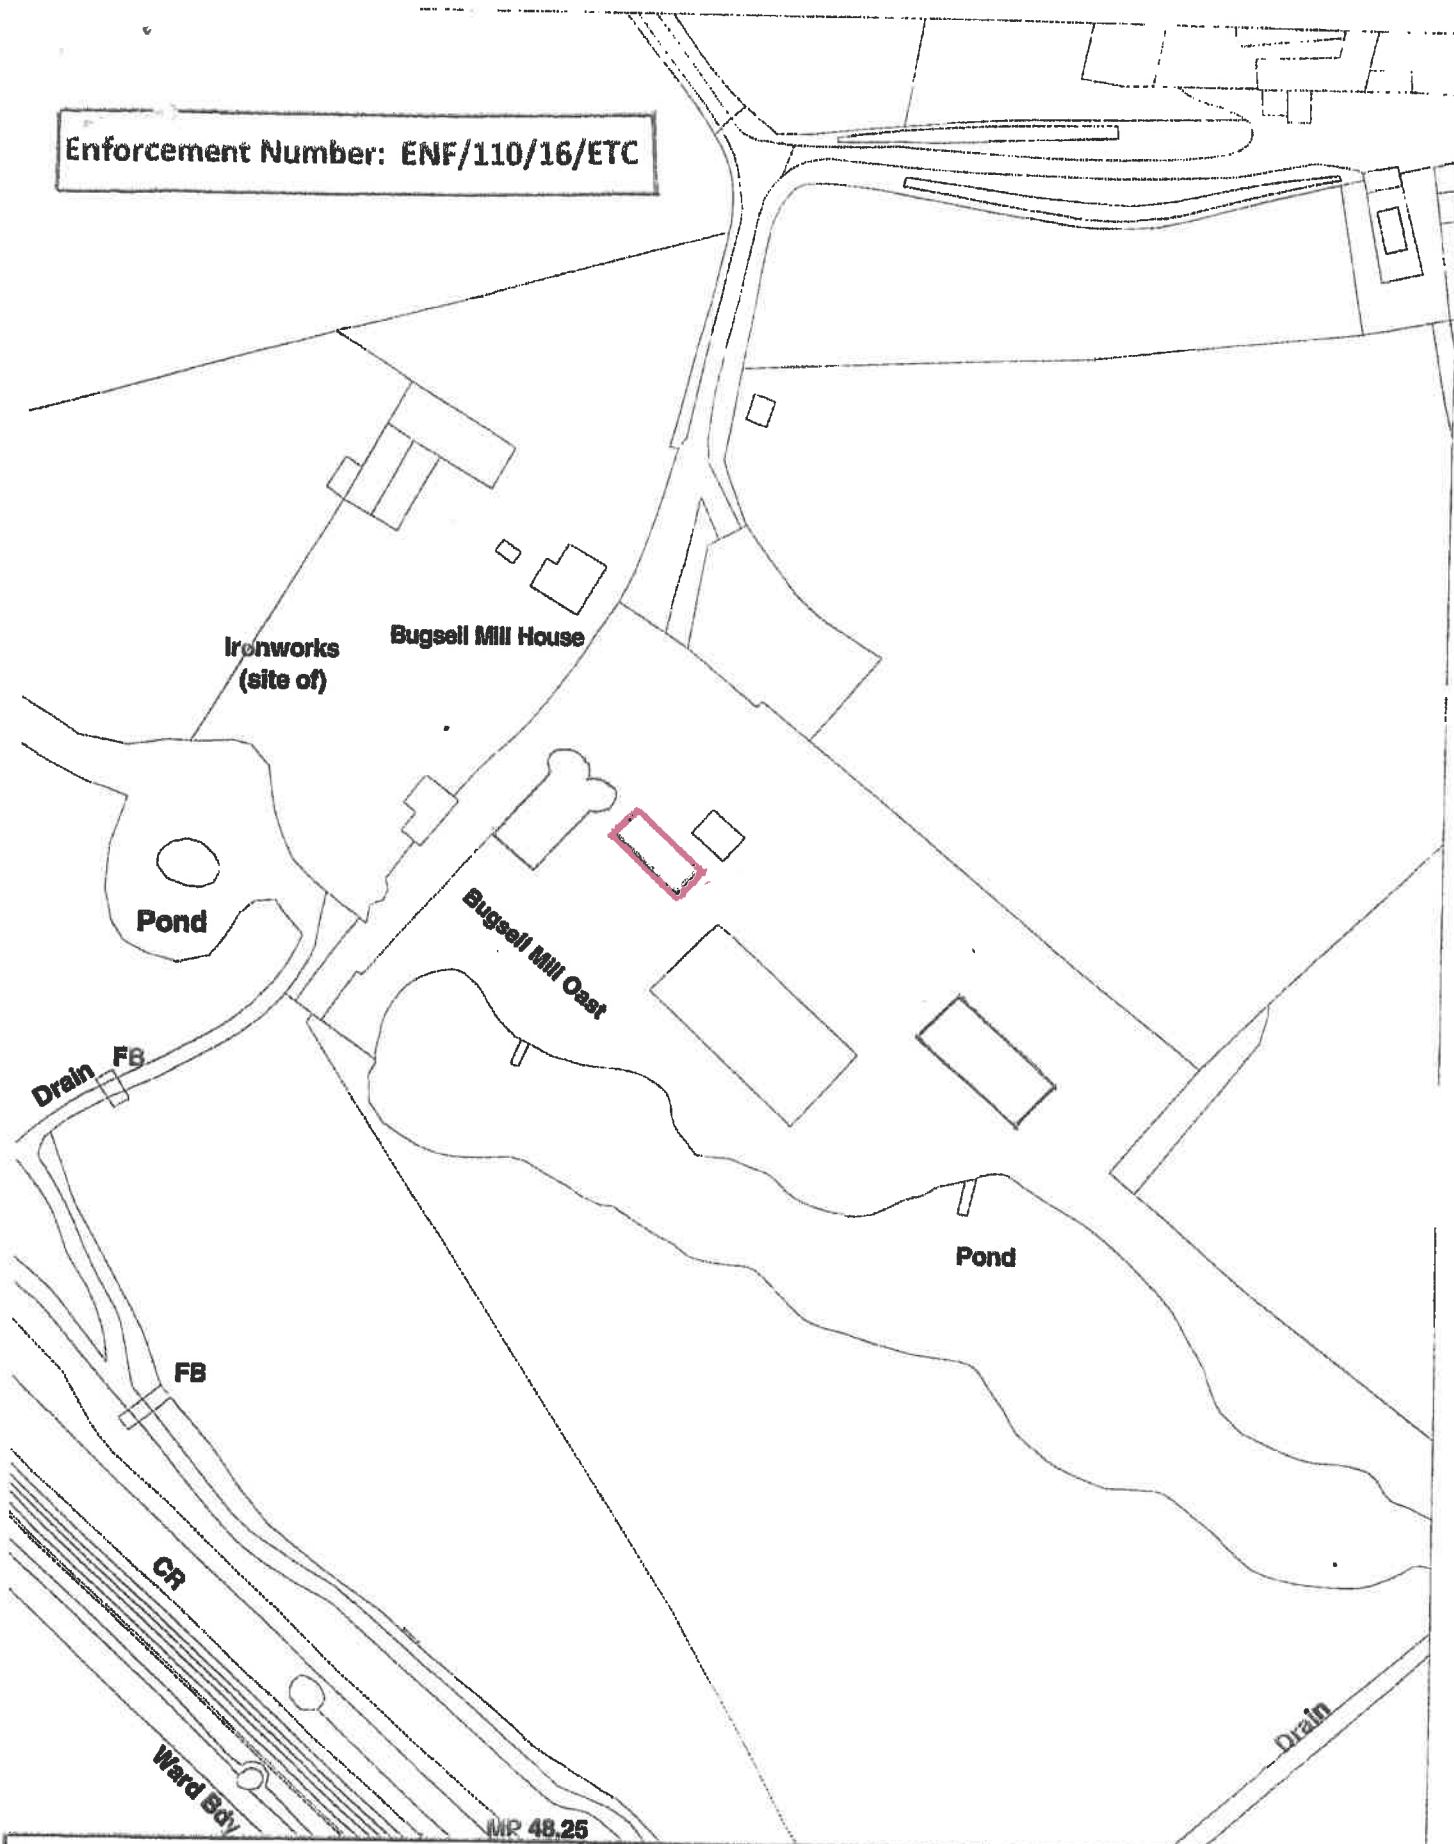 Enforcement Number: ENF/110/16/ETC
Bugsell Mill House
Ironworks
(site of)
Pond
Bugsell Mill Oast
FB
Drain
Pond
FB
CR
Drain
Ward Bdy
MP 48.25